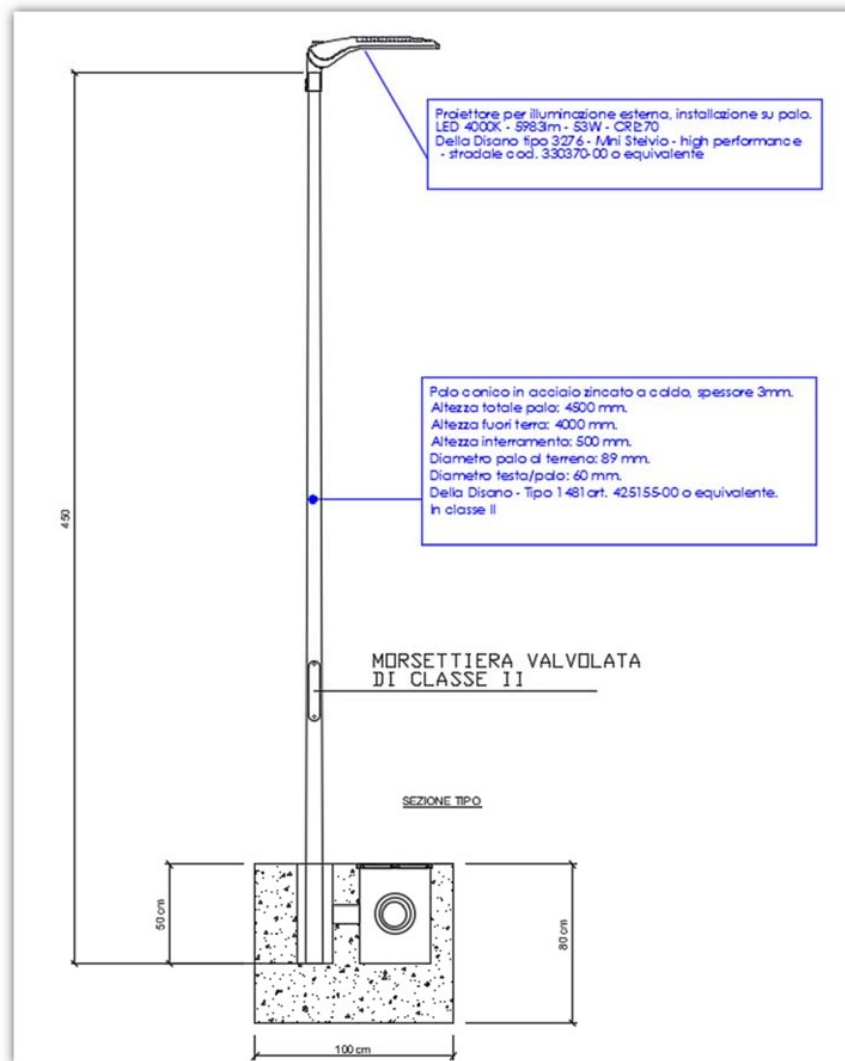 Proiettore per illuminazione esterna, installazione su palo.
LED 4000K - 5983lm - 53W - CRI≥70
Della Disano tipo 3276 - Mini Stelvio - high performance
- stradale cod. 330370-00 o equivalente
Palo conico in acciaio zincato a caldo, spessore 3mm.
Altezza totale palo: 4500 mm.
Altezza fuori terra: 4000 mm.
Altezza interramento: 500 mm.
Diametro palo al terreno: 89 mm.
Diametro testa/palo: 60 mm.
Della Disano - Tipo 1481 art. 425155-00 o equivalente.
In classe II
450
MORSETTIERA VALVOLATA
DI CLASSE II
SEZIONE TIPO
50 cm
80 cm
100 cm